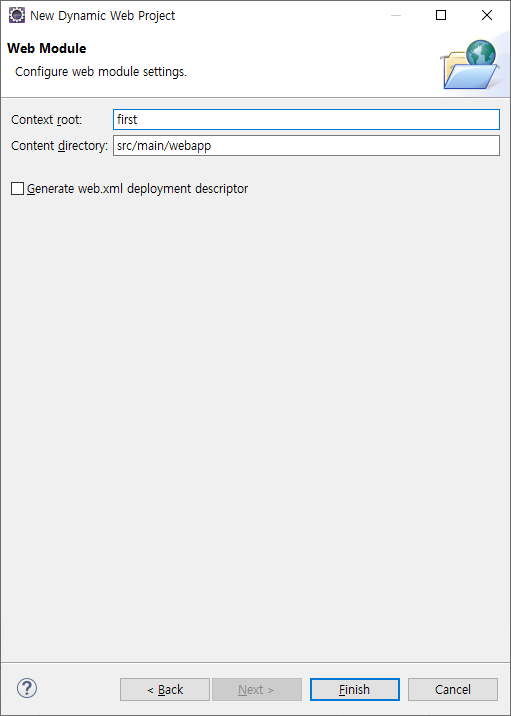 New Dynamic Web Project
Web Module
Configure web module settings.
Context root: first
Content directory: src/main/webapp
Generate web.xml deployment descriptor
? < Back Next > Finish Cancel